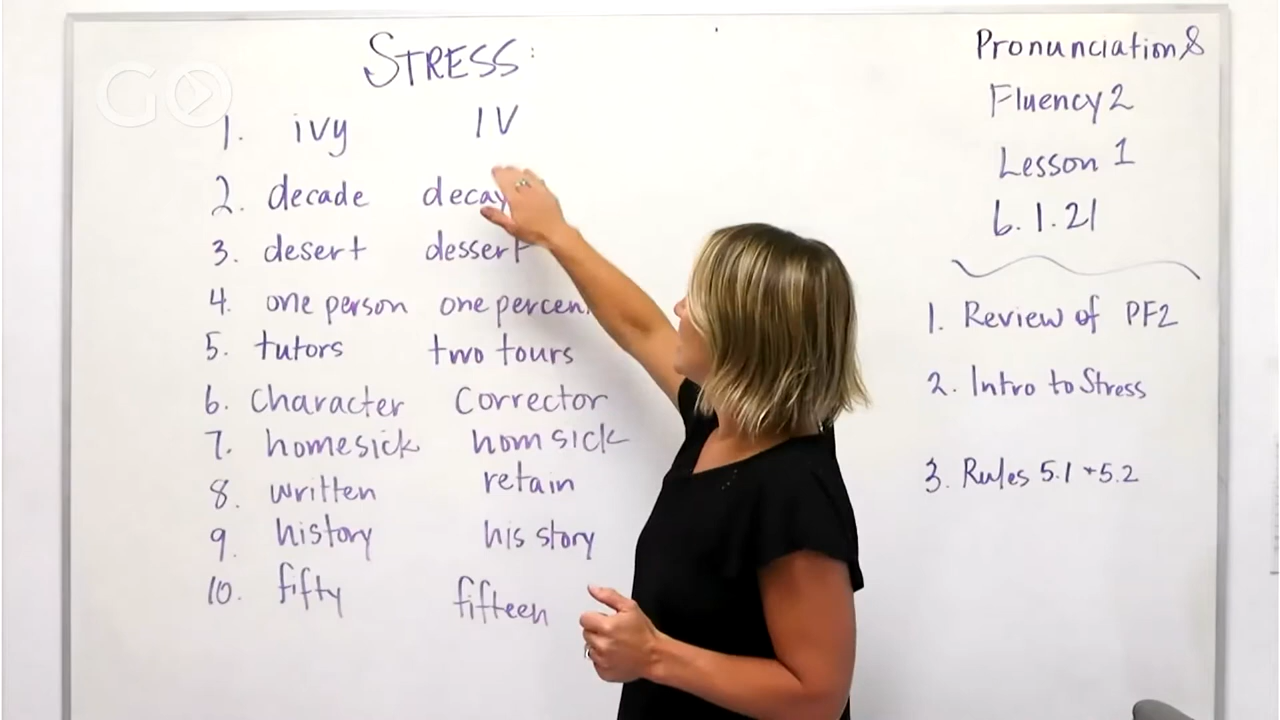 GO
STRESS:
1. ivy IV
2. decade decay
3. desert dessert
4. one person one percen
5. tutors two tours
6. character corrector
7. homesick hom sick
8. written retain
9. history his story
10. fifty fifteen
Pronunciation &
Fluency 2
Lesson 1
6.1.21
1. Review of PF2
2. Intro to Stress
3. Rules 5.1 + 5.2